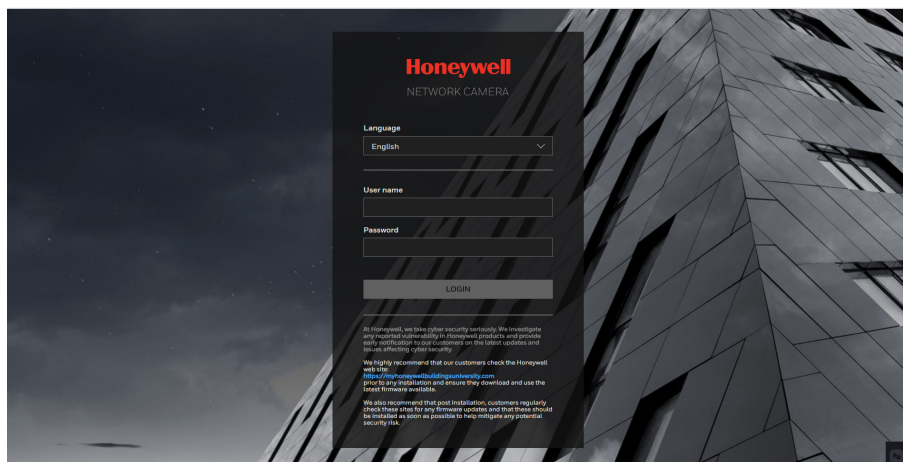 Honeywell
NETWORK CAMERA
Language
English
User name
Password
LOGIN
At Honeywell, we take cyber security seriously. We investigate
any reported vulnerability in Honeywell products and provide
early notification to our customers on the latest updates and
issues affecting cyber security.
We highly recommend that our customers check the Honeywell
web site:
https://myhoneywellbuildingsuniversity.com
prior to any installation and ensure they download and use the
latest firmware available.
We also recommend that post installation, customers regularly
check these sites for any firmware updates and that these should
be installed as soon as possible to help mitigate any potential
security risk.